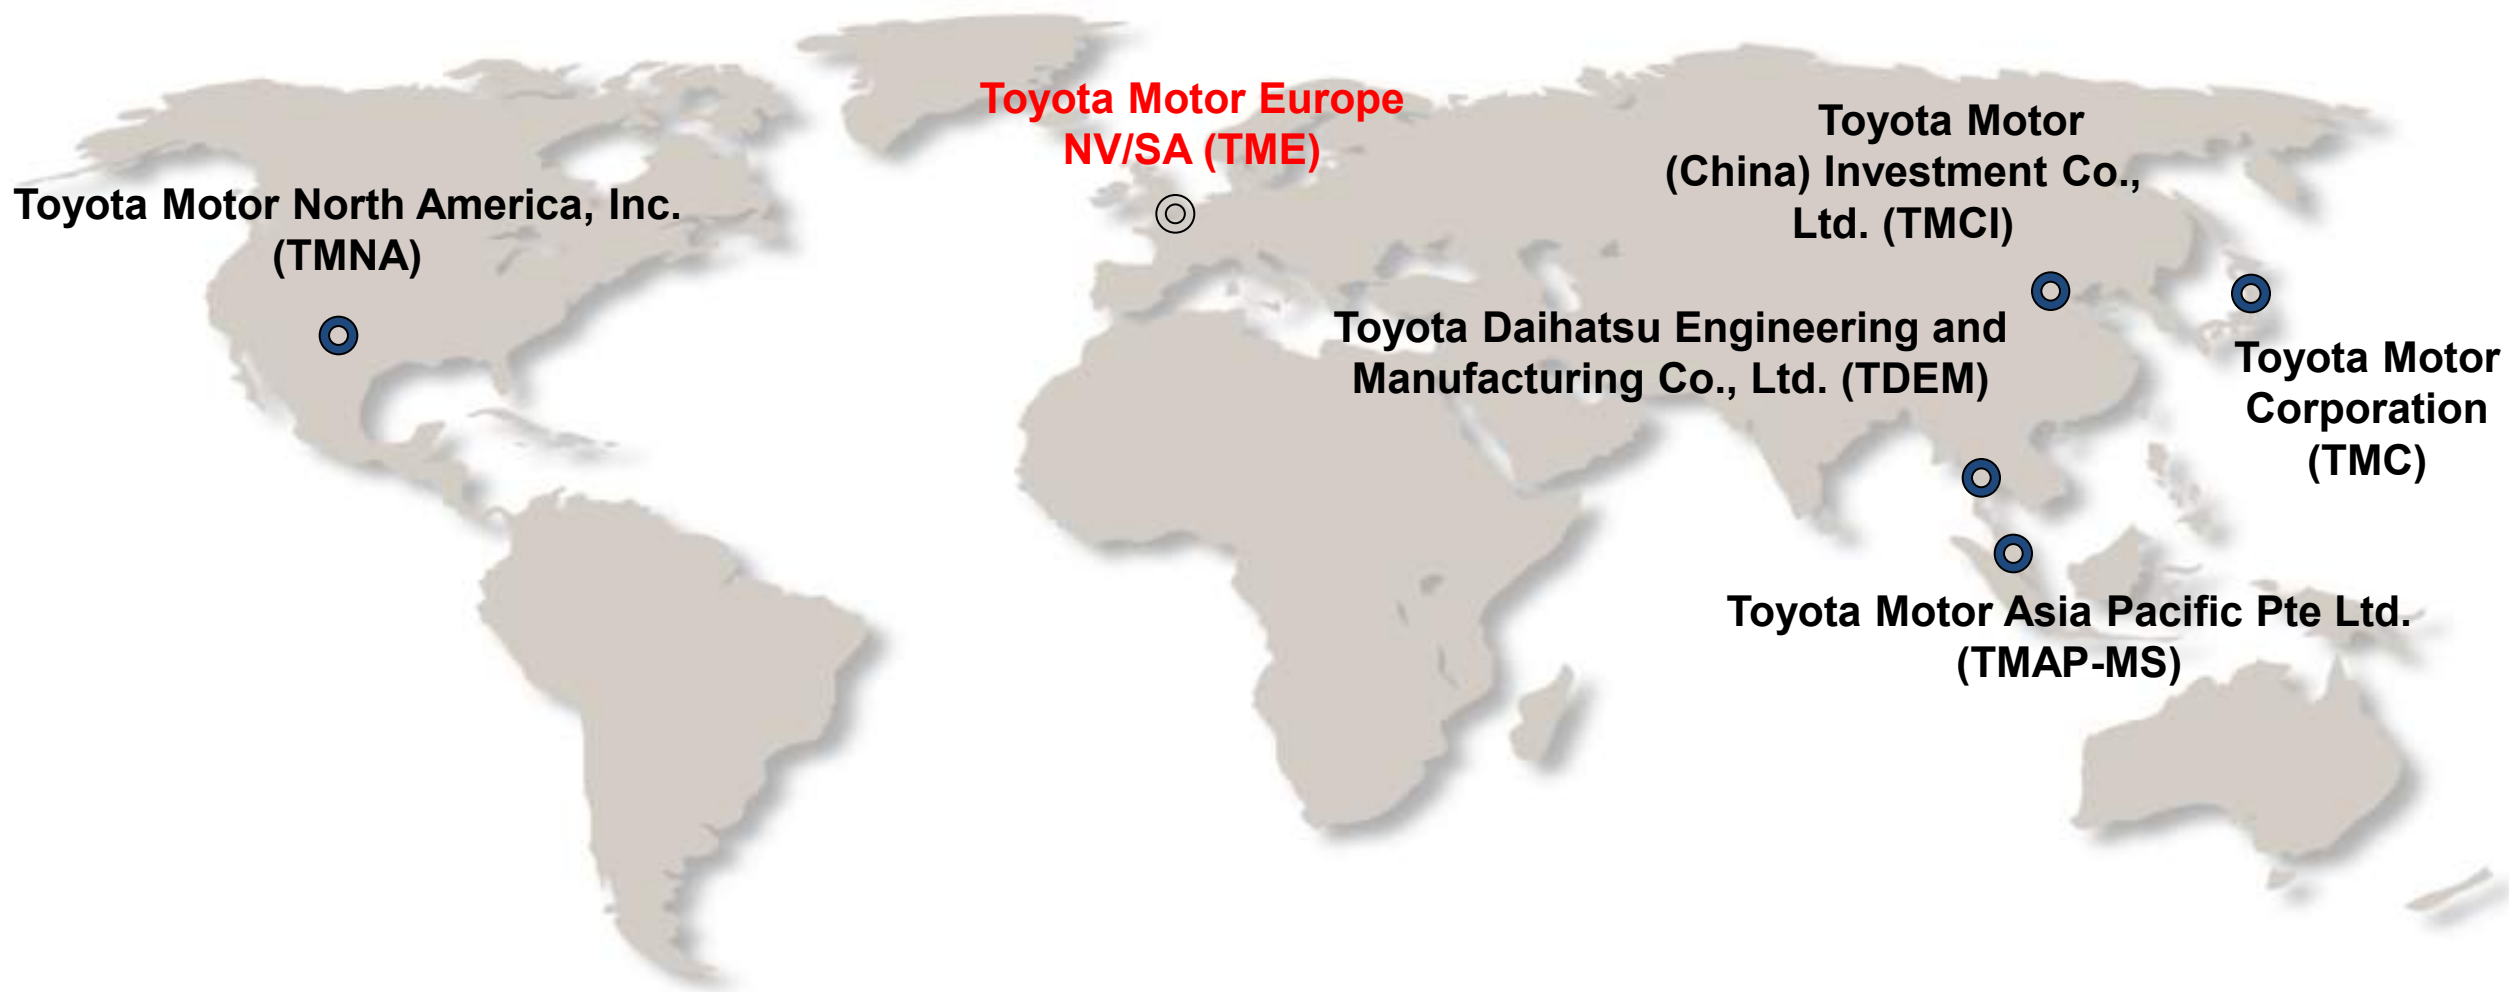 Toyota Motor Europe
NV/SA (TME)
Toyota Motor
(China) Investment Co.,
Ltd. (TMCI)
Toyota Motor North America, Inc.
(TMNA)
Toyota Daihatsu Engineering and
Manufacturing Co., Ltd. (TDEM)
Toyota Motor
Corporation
(TMC)
Toyota Motor Asia Pacific Pte Ltd.
(TMAP-MS)